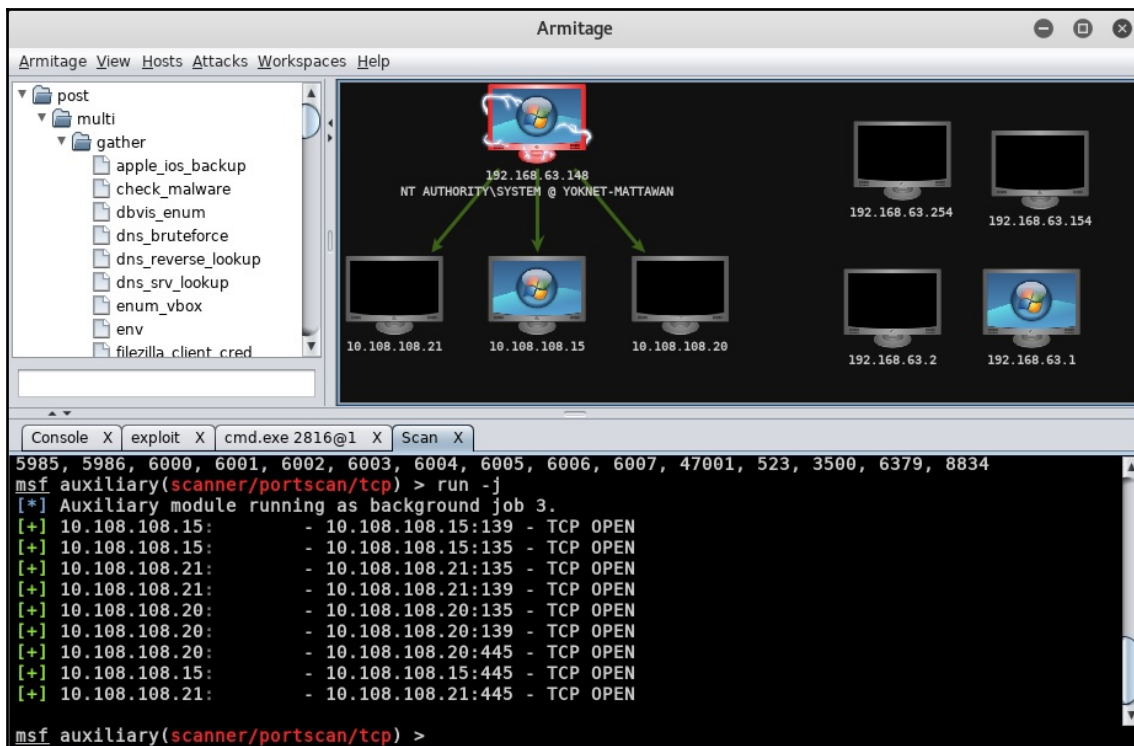 Armitage
Armitage View Hosts Attacks Workspaces Help
post
multi
gather
apple_ios_backup
check_malware
dbvis_enum
dns_bruteforce
dns_reverse_lookup
dns_srv_lookup
enum_vbox
env
filezilla_client_cred
192.168.63.148
NT AUTHORITY\SYSTEM @ YOKNET-MATTAWAN
192.168.63.254
192.168.63.154
10.108.108.21
10.108.108.15
10.108.108.20
192.168.63.2
192.168.63.1
Console X exploit X cmd.exe 2816@1 X Scan X
5985, 5986, 6000, 6001, 6002, 6003, 6004, 6005, 6006, 6007, 47001, 523, 3500, 6379, 8834
msf auxiliary(scanner/portscan/tcp) > run -j
[*] Auxiliary module running as background job 3.
[+] 10.108.108.15: - 10.108.108.15:139 - TCP OPEN
[+] 10.108.108.15: - 10.108.108.15:135 - TCP OPEN
[+] 10.108.108.21: - 10.108.108.21:135 - TCP OPEN
[+] 10.108.108.21: - 10.108.108.21:139 - TCP OPEN
[+] 10.108.108.20: - 10.108.108.20:135 - TCP OPEN
[+] 10.108.108.20: - 10.108.108.20:139 - TCP OPEN
[+] 10.108.108.20: - 10.108.108.20:445 - TCP OPEN
[+] 10.108.108.15: - 10.108.108.15:445 - TCP OPEN
[+] 10.108.108.21: - 10.108.108.21:445 - TCP OPEN
msf auxiliary(scanner/portscan/tcp) >